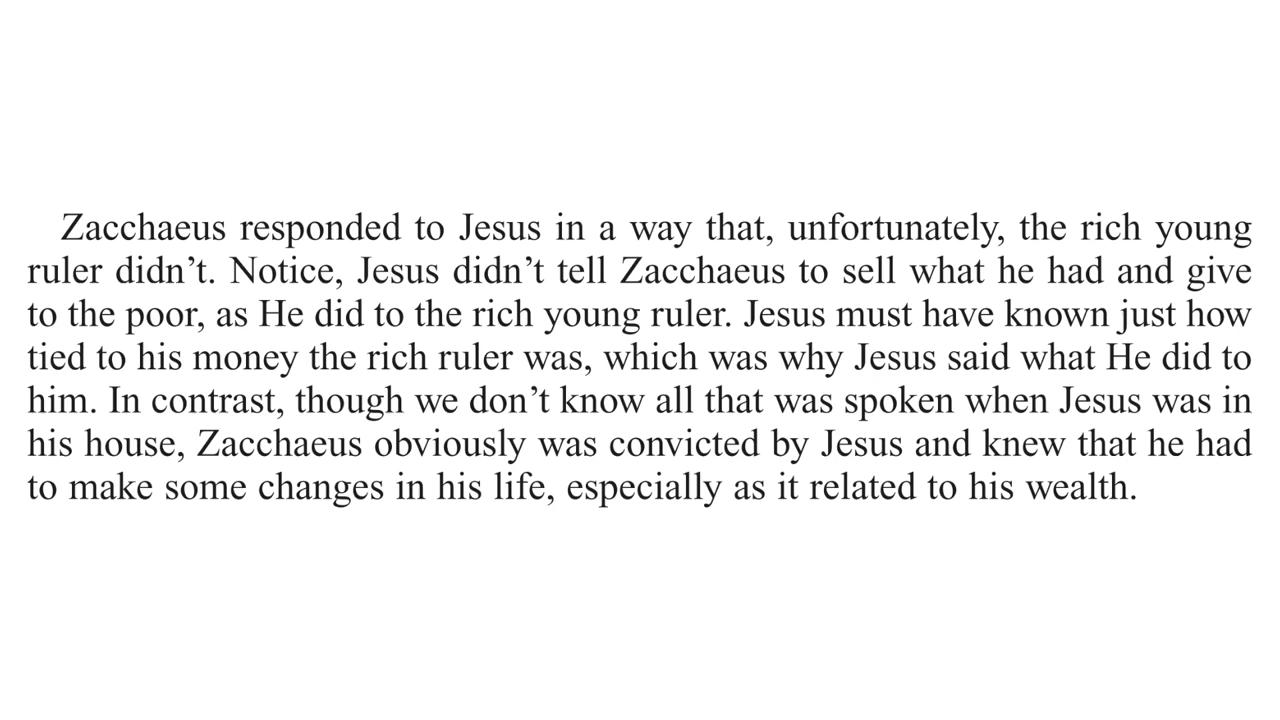 Zacchaeus responded to Jesus in a way that, unfortunately, the rich young
ruler didn’t. Notice, Jesus didn’t tell Zacchaeus to sell what he had and give
to the poor, as He did to the rich young ruler. Jesus must have known just how
tied to his money the rich ruler was, which was why Jesus said what He did to
him. In contrast, though we don’t know all that was spoken when Jesus was in
his house, Zacchaeus obviously was convicted by Jesus and knew that he had
to make some changes in his life, especially as it related to his wealth.